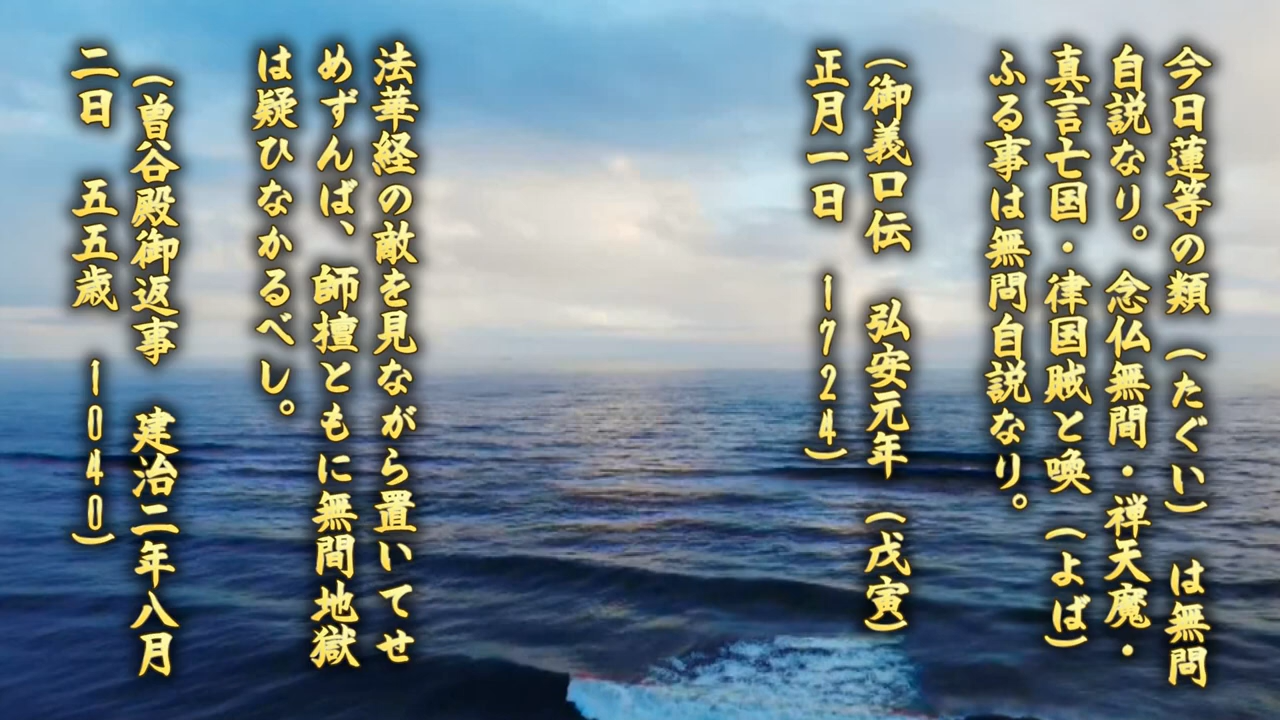 今日蓮等の類（たぐい）　は無問
自説なり。念仏無間・禅天魔・
真言亡国・律国賊と喚（よば）
ふる事は無問自説なり。
（御義口伝　弘安元年　（戊寅）
正月一日　1724）
法華経の敵を見ながら置いてせ
めずんば、師檀ともに無間地獄
は疑ひなかるべし。
（曽谷殿御返事　建治二年八月
二日　五五歳　1040）